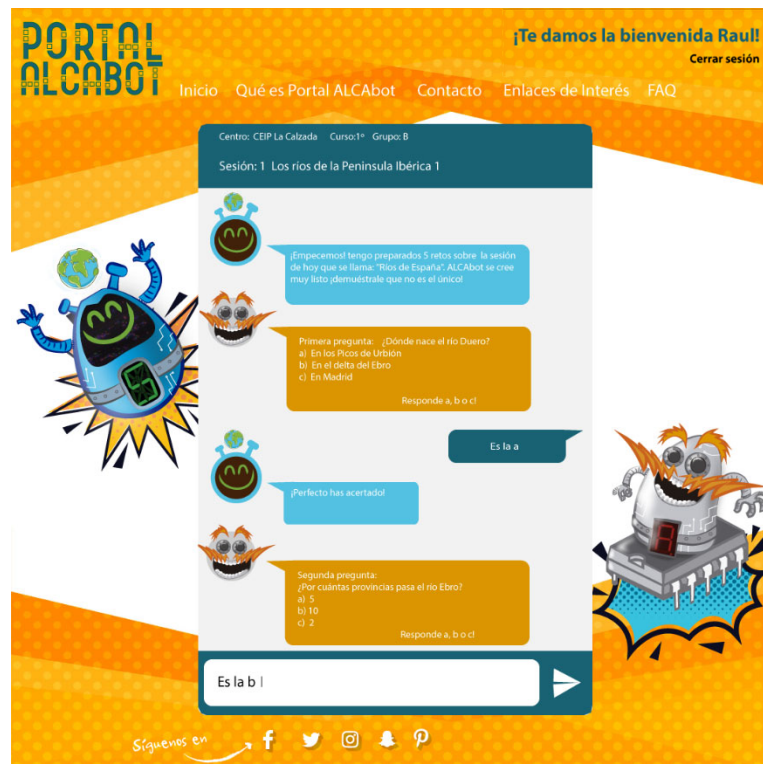 PORTAL
ALCABOT
¡Te damos la bienvenida Raul!
Cerrar sesión
Inicio Qué es Portal ALCAbot Contacto Enlaces de Interés FAQ
Centro: CEIP La Calzada Curso:1º Grupo: B
Sesión: 1 Los ríos de la Peninsula Ibérica 1
¡Empecemos! tengo preparados 5 retos sobre la sesión
de hoy que se llama: "Ríos de España". ALCAbot se cree
muy listo ¡demuéstrale que no es el único!
Primera pregunta: ¿Dónde nace el río Duero?
a) En los Picos de Urbión
b) En el delta del Ebro
c) En Madrid
Responde a, b o c!
Es la a
¡Perfecto has acertado!
Segunda pregunta:
¿Por cuántas provincias pasa el río Ebro?
a) 5
b) 10
c) 2
Responde a, b o c!
S
A
Es la b
Síguenos en